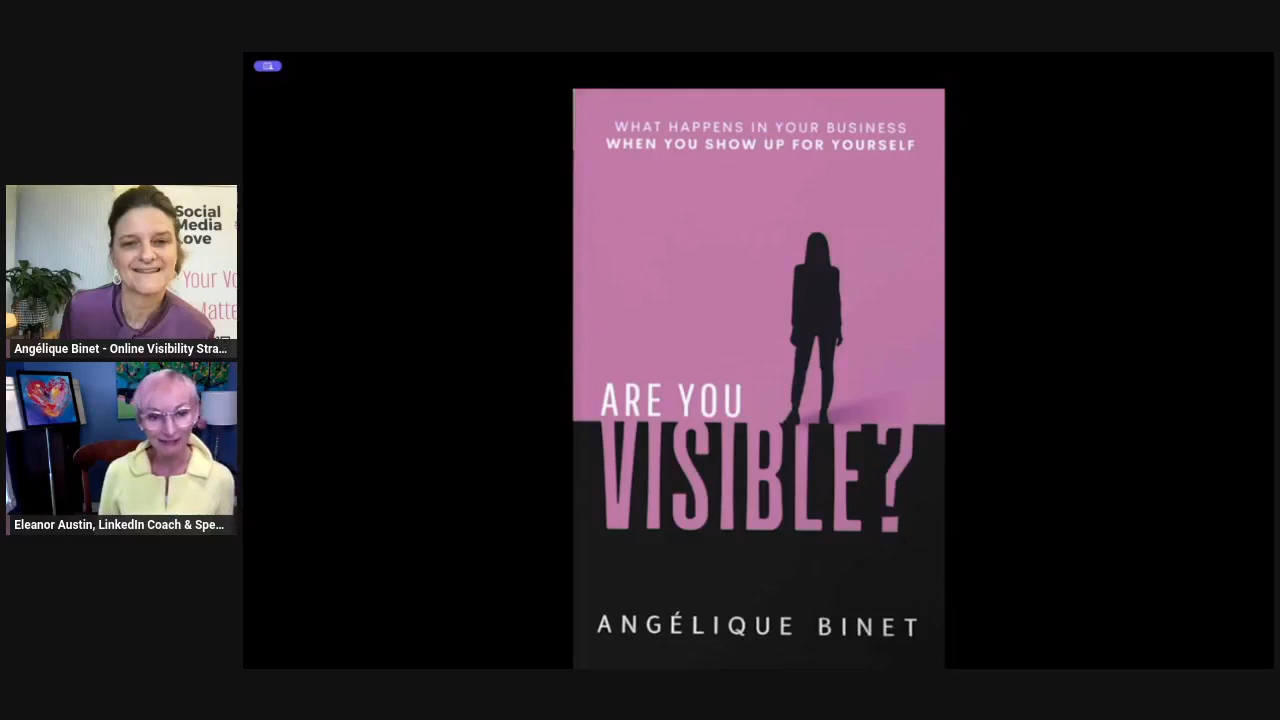 Social
Media
Love
Your Vo
Matte
Angélique Binet - Online Visibility Stra...
Eleanor Austin, LinkedIn Coach & Spe...
WHAT HAPPENS IN YOUR BUSINESS
WHEN YOU SHOW UP FOR YOURSELF
ARE YOU
VISIBLE?
ANGÉLIQUE BINET